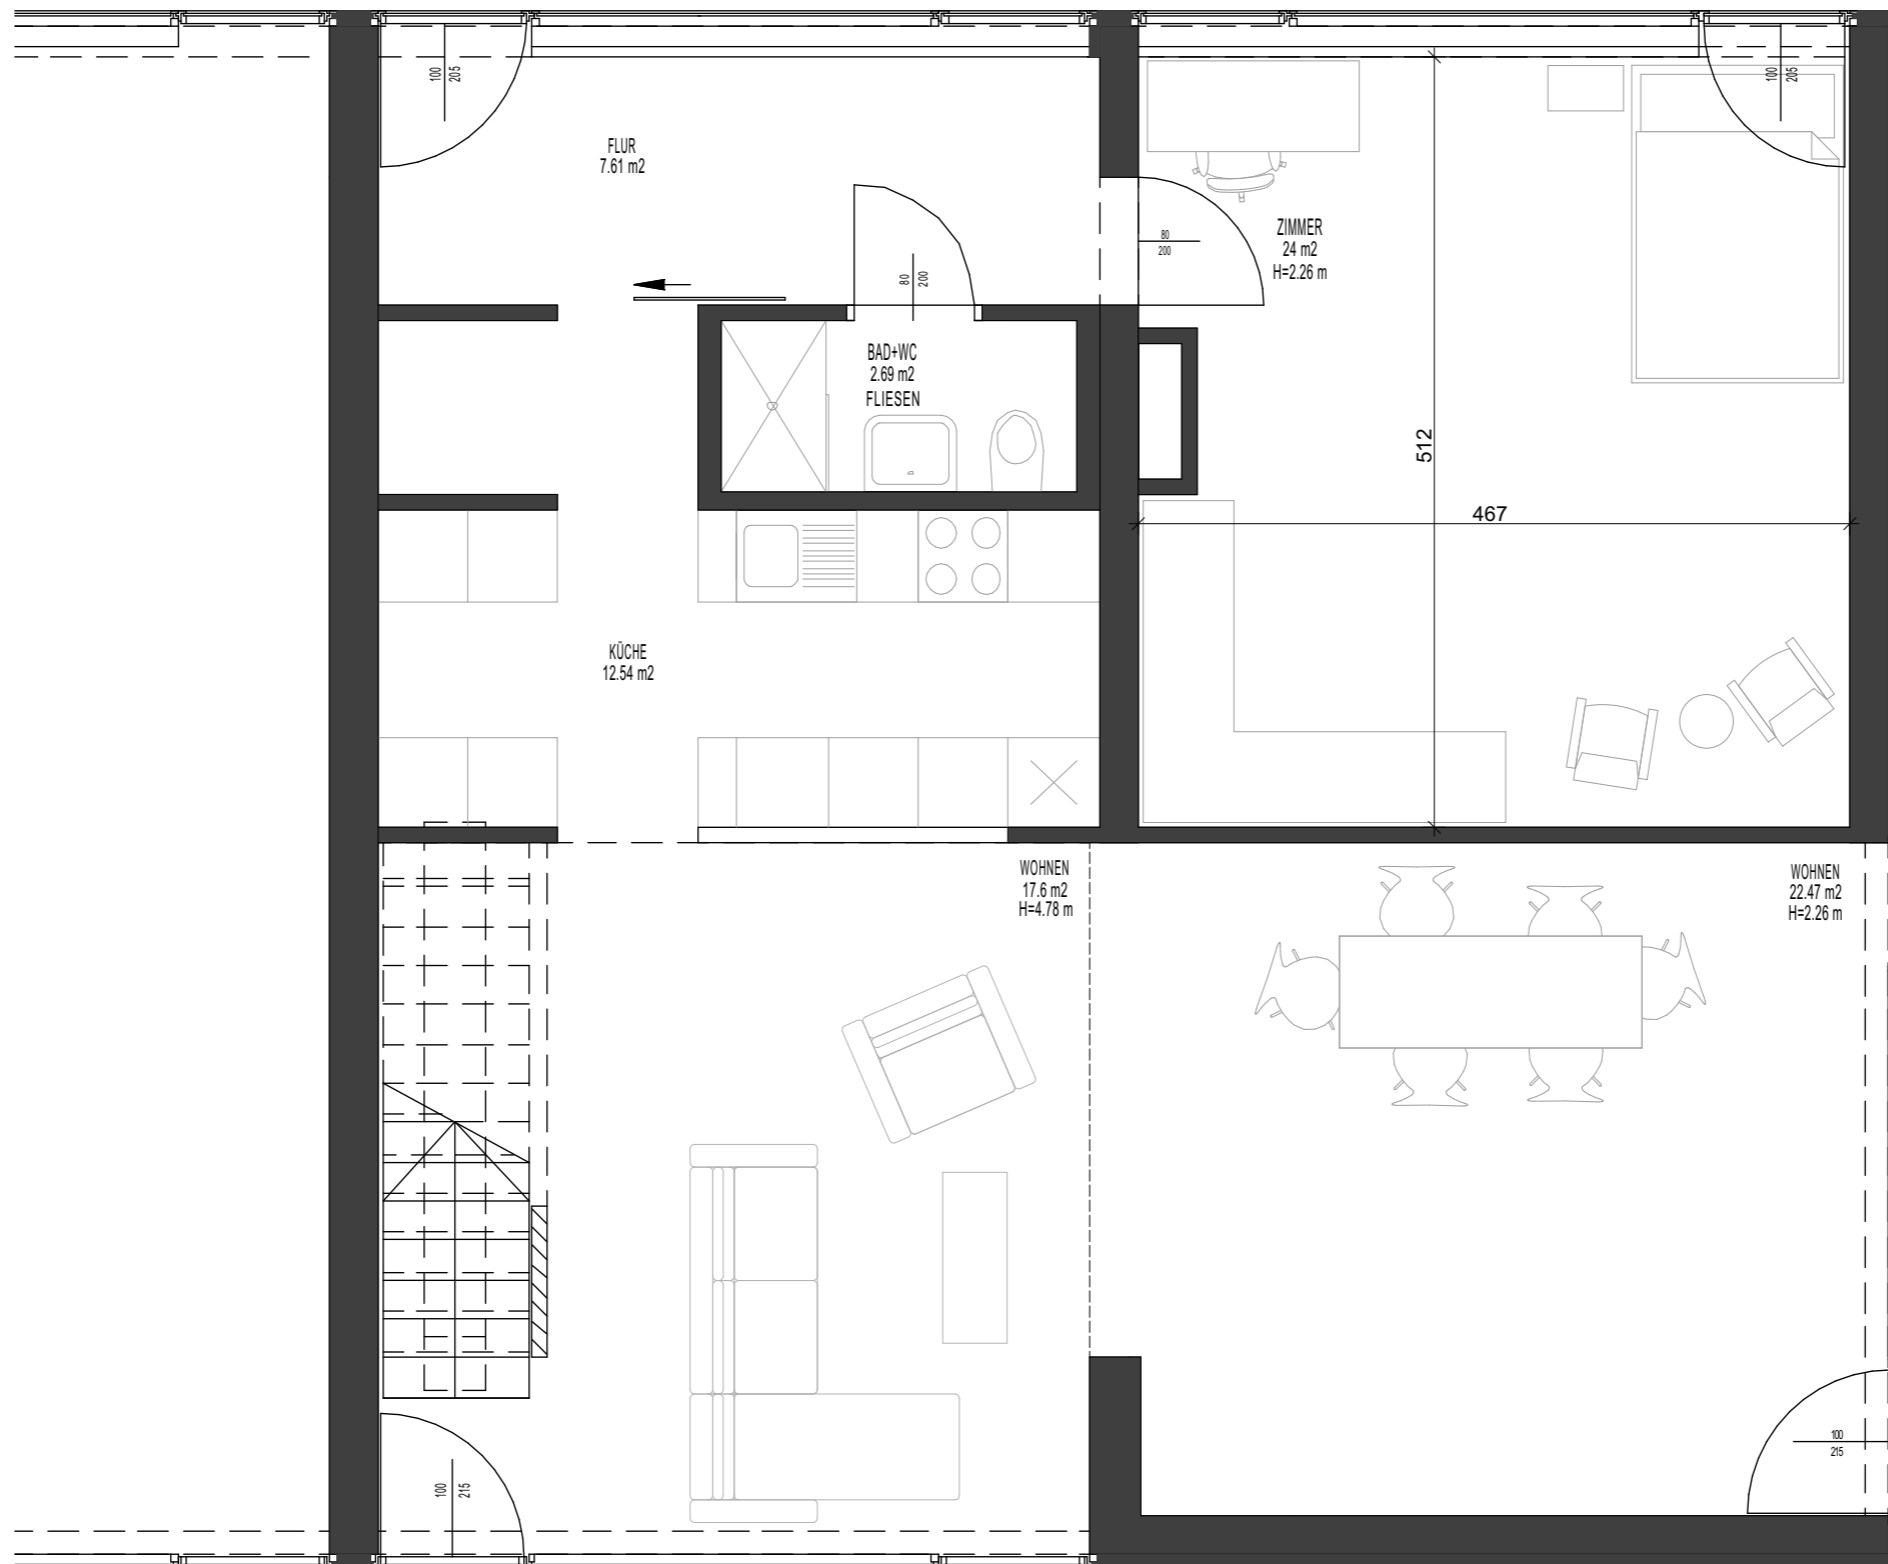 100
205
100
205
FLUR
7.61 m2
ZIMMER
24 m2
H=2.26 m
80
200
80
200
BAD+WC
2.69 m2
FLIESEN
512
467
KÜCHE
12.54 m2
WOHNEN
17.6 m2
H=4.78 m
WOHNEN
22.47 m2
H=2.26 m
100
215
100
215